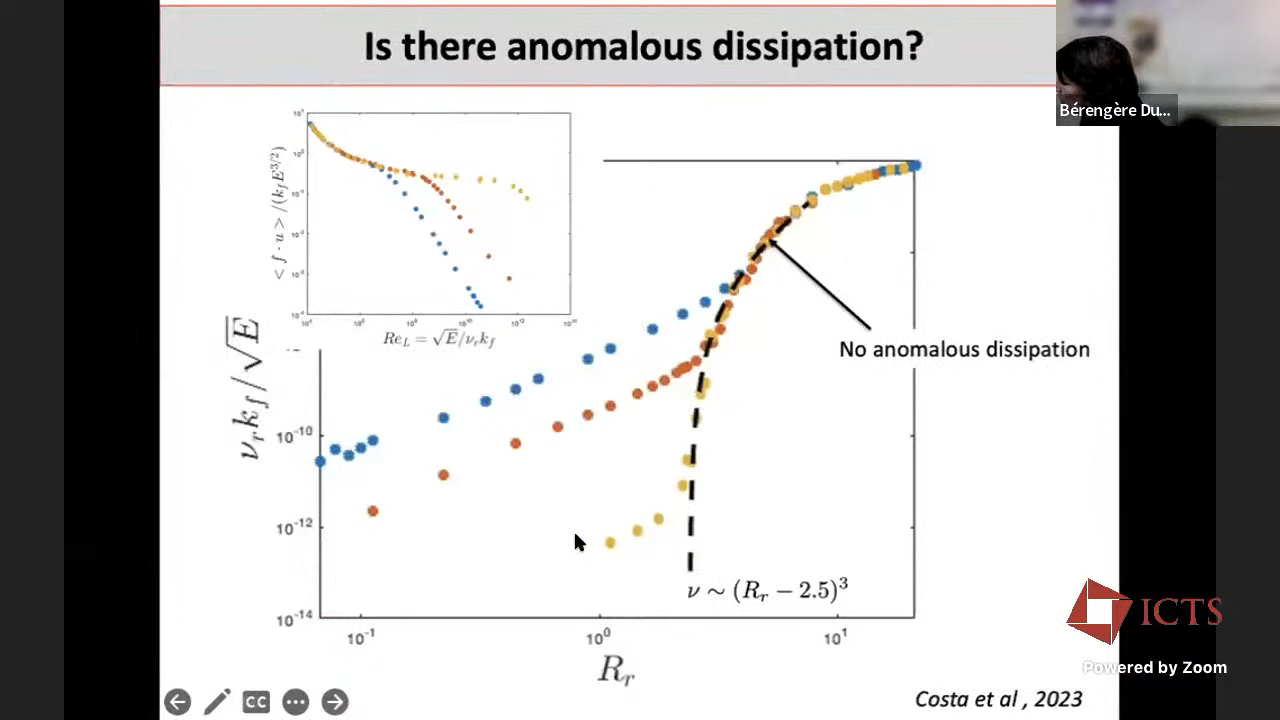 Is there anomalous dissipation?
Bérengère Du...
< f · u > /(k_f E^{3/2})
Re_L = √E/ν_r k_f
ν_r k_f/√E
No anomalous dissipation
10^{-10}
10^{-12}
10^{-14}
ν ∼ (R_r − 2.5)^3
10^{-1}
10^0
10^1
R_r
ICTS
Powered by Zoom
CC
Costa et al , 2023